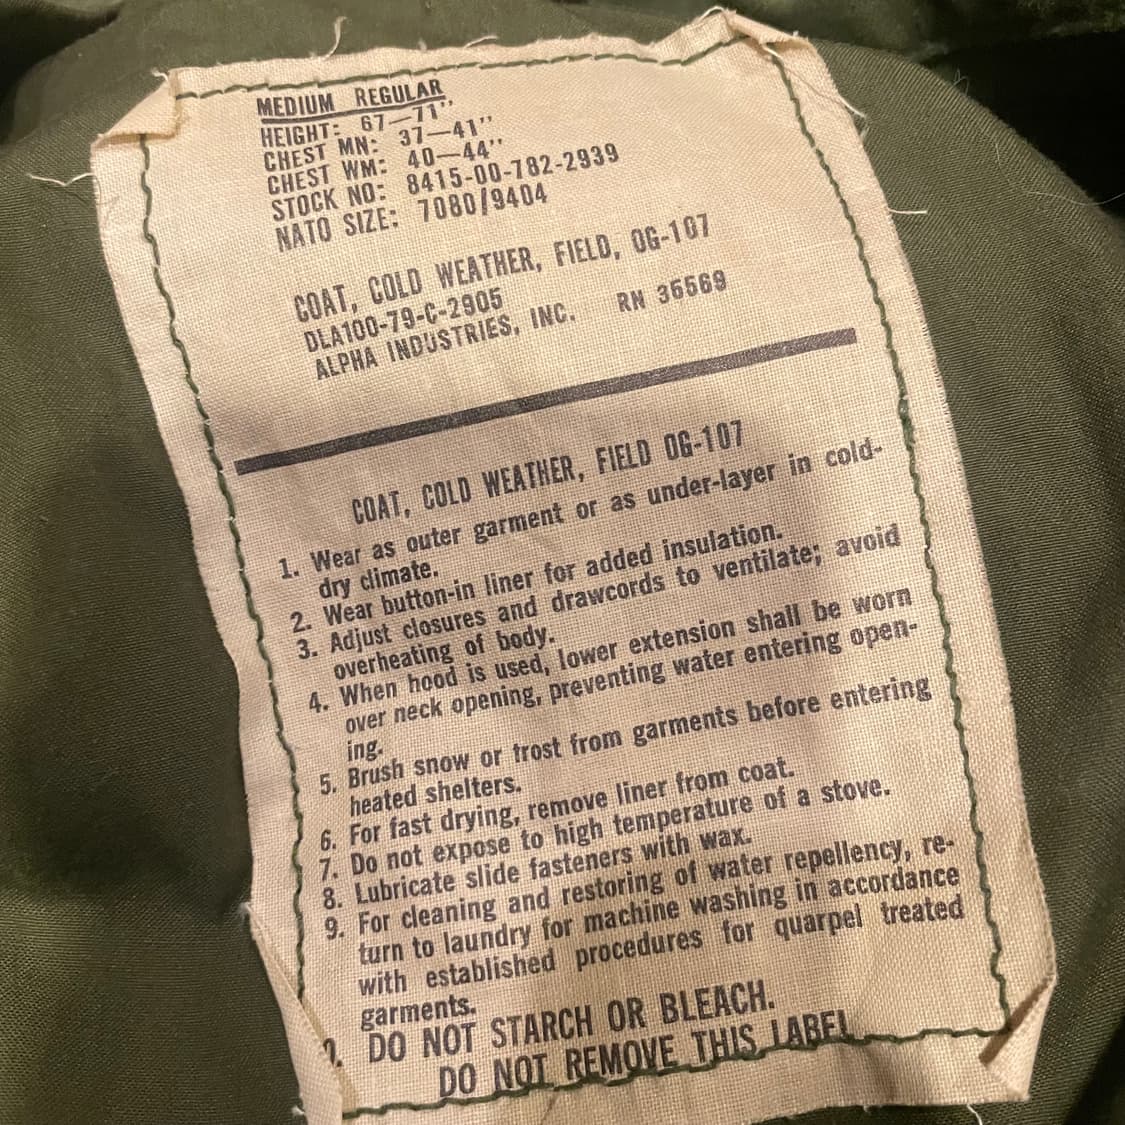 MEDIUM REGULAR
HEIGHT: 67—71"
CHEST MN: 37—41"
CHEST WM: 40—44"
STOCK NO: 8415-00-782-2939
NATO SIZE: 7080/9404
COAT, COLD WEATHER, FIELD, OG-107
DLA100-79-C-2905
ALPHA INDUSTRIES, INC. RN 36569
COAT, COLD WEATHER, FIELD OG-107
1. Wear as outer garment or as under-layer in cold-
dry climate.
2. Wear button-in liner for added insulation.
3. Adjust closures and drawcords to ventilate; avoid
overheating of body.
4. When hood is used, lower extension shall be worn
over neck opening, preventing water entering open-
ing.
5. Brush snow or trost from garments before entering
heated shelters.
6. For fast drying, remove liner from coat.
7. Do not expose to high temperature of a stove.
8. Lubricate slide fasteners with wax.
9. For cleaning and restoring of water repellency, re-
turn to laundry for machine washing in accordance
with established procedures for quarpel treated
garments.
0. DO NOT STARCH OR BLEACH.
DO NOT REMOVE THIS LABEL